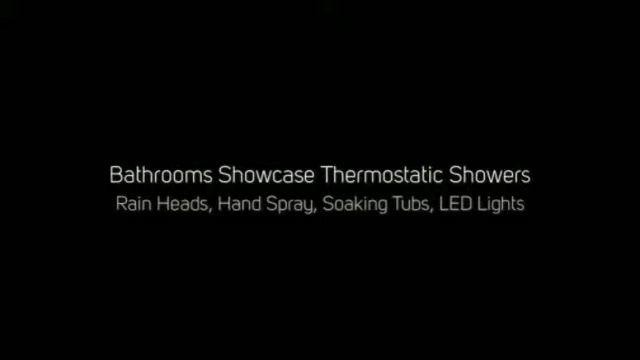 Bathrooms Showcase Thermostatic Showers
Rain Heads, Hand Spray, Soaking Tubs, LED Lights